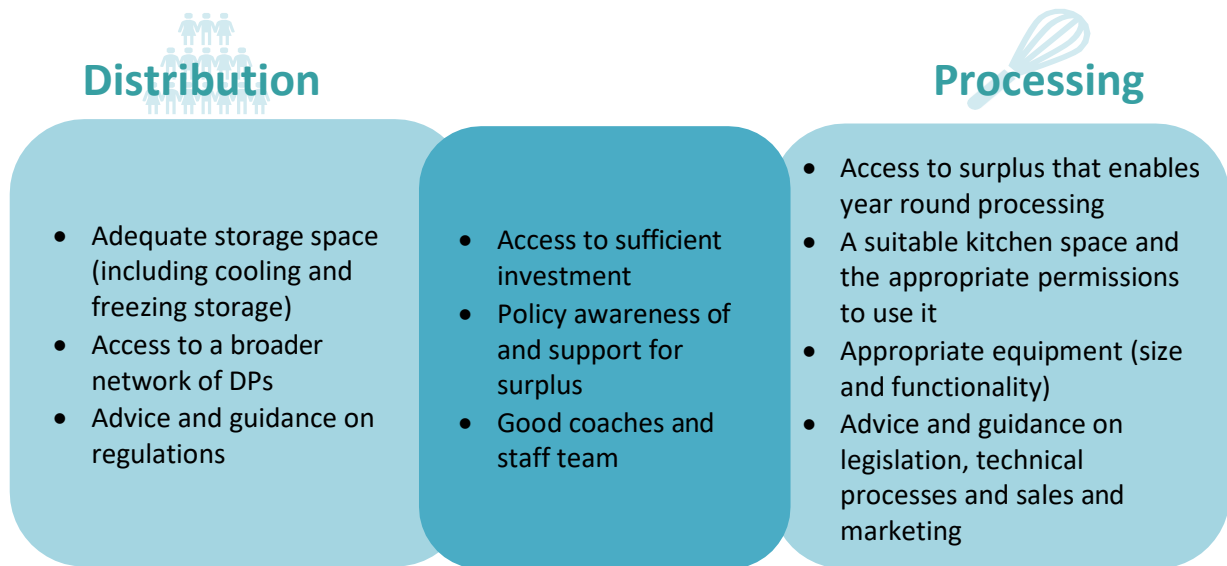 Distribution
• Adequate storage space
(including cooling and
freezing storage)
• Access to a broader
network of DPs
• Advice and guidance on
regulations
• Access to sufficient
investment
• Policy awareness of
and support for
surplus
• Good coaches and
staff team
Processing
• Access to surplus that enables
year round processing
• A suitable kitchen space and
the appropriate permissions
to use it
• Appropriate equipment (size
and functionality)
• Advice and guidance on
legislation, technical
processes and sales and
marketing